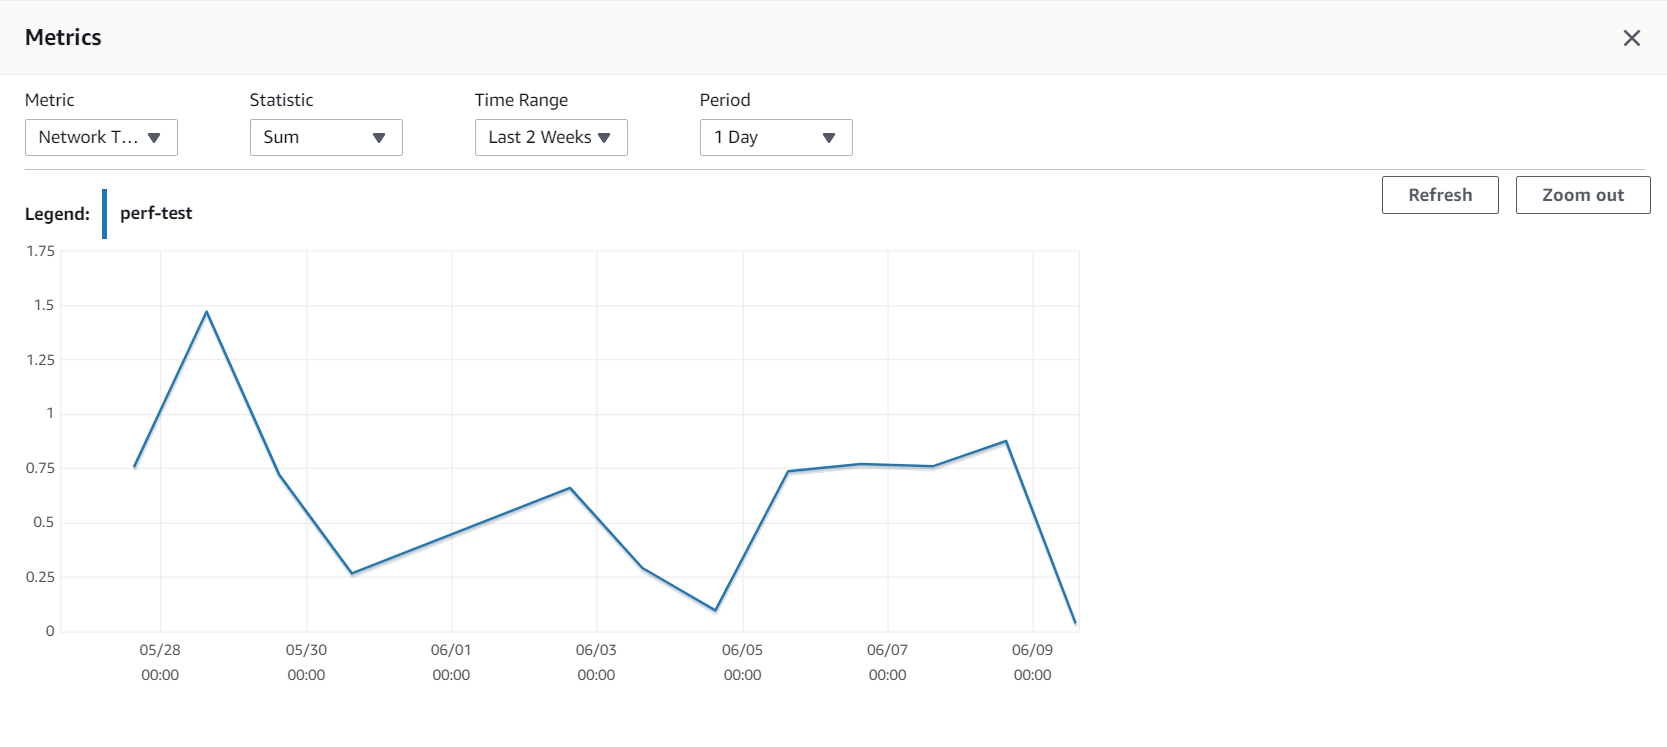 Metrics
Metric Statistic Time Range Period
Network T... Sum Last 2 Weeks 1 Day
Refresh Zoom out
Legend: perf-test
1.75
1.5
1.25
1
0.75
0.5
0.25
0
05/28 05/30 06/01 06/03 06/05 06/07 06/09
00:00 00:00 00:00 00:00 00:00 00:00 00:00